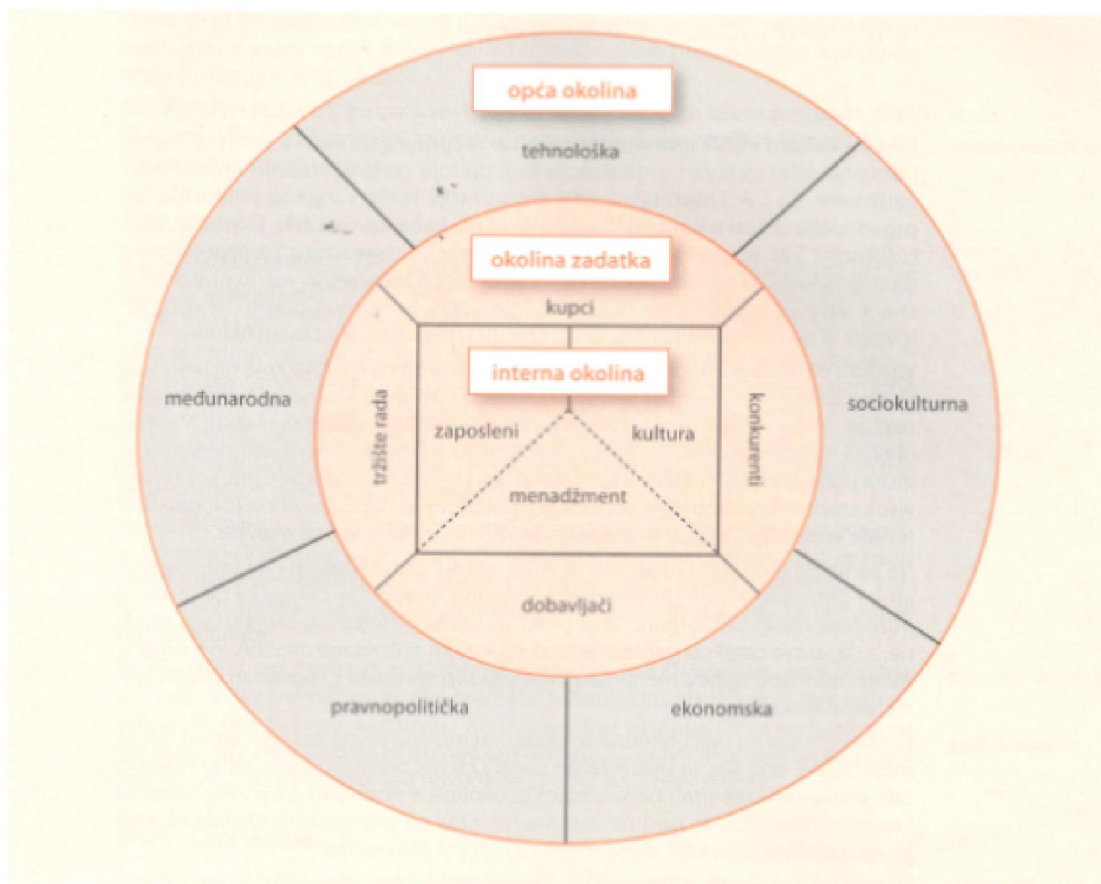 opća okolina
tehnološka
okolina zadatka
kupci
interna okolina
međunarodna
tržište rada
zaposleni
kultura
konkurenti
sociokulturna
menadžment
dobavljači
pravnopolitička
ekonomska